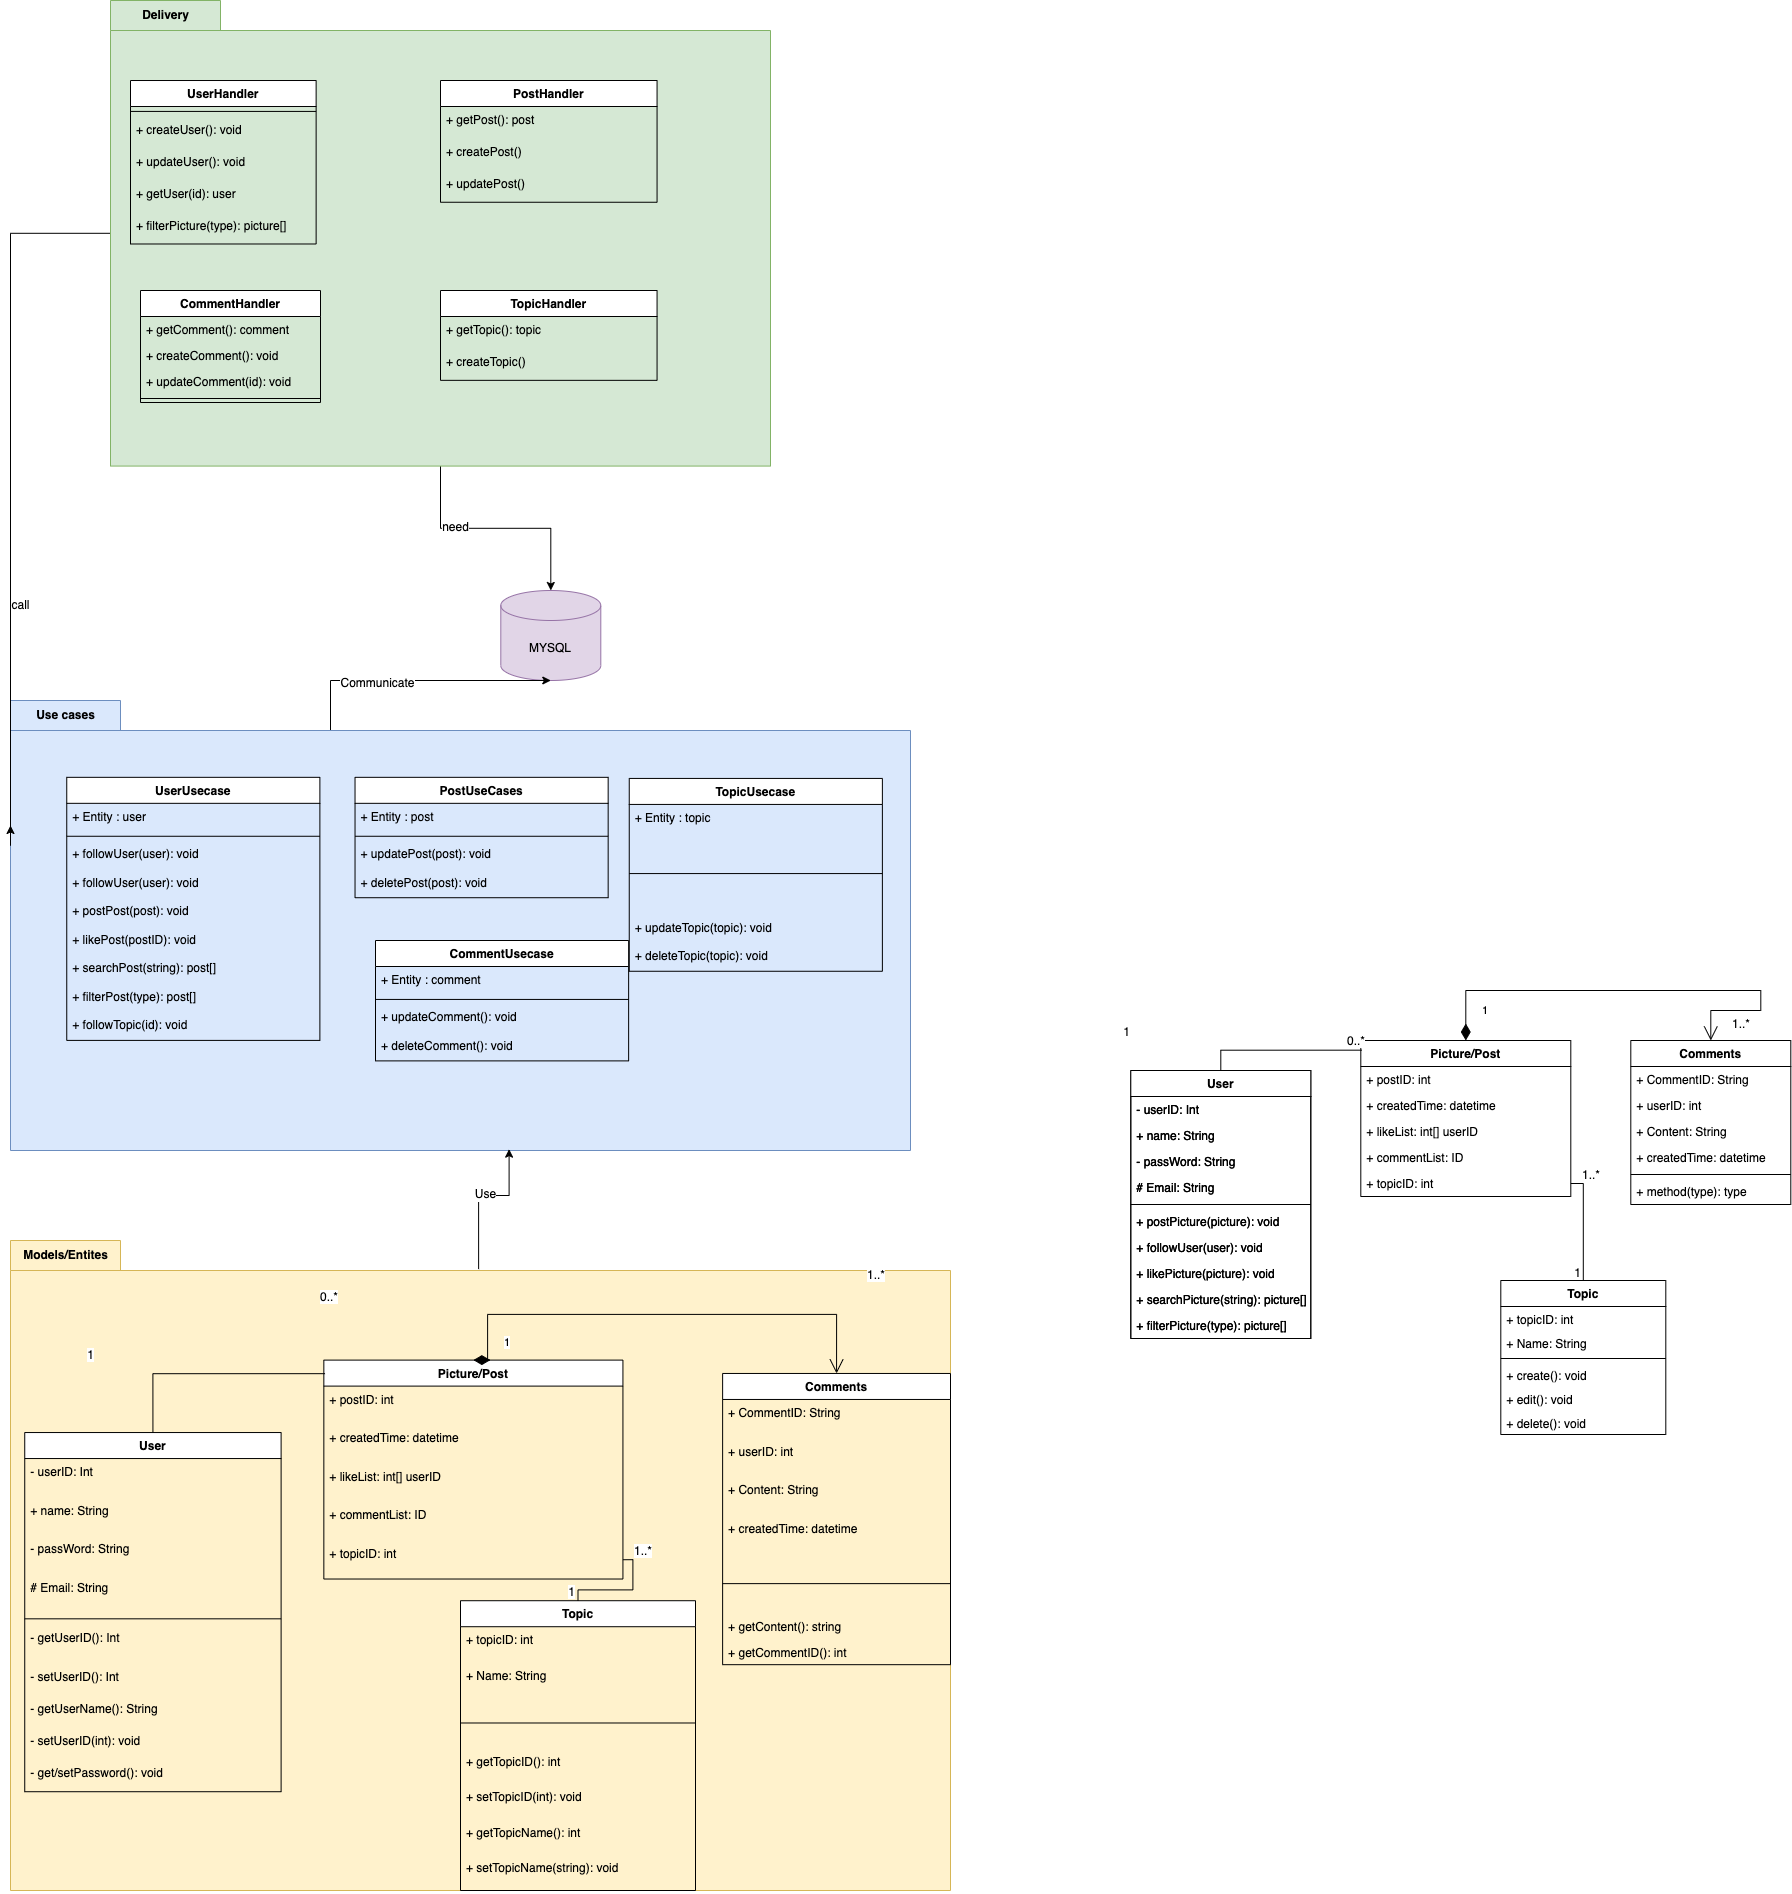 Delivery
UserHandler
+ createUser(): void
+ updateUser(): void
+ getUser(id): user
+ filterPicture(type): picture[]
PostHandler
+ getPost(): post
+ createPost()
+ updatePost()
CommentHandler
+ getComment(): comment
+ createComment(): void
+ updateComment(id): void
TopicHandler
+ getTopic(): topic
+ createTopic()
need
call
MYSQL
Communicate
Use cases
UserUsecase
+ Entity : user
+ followUser(user): void
+ followUser(user): void
+ postPost(post): void
+ likePost(postID): void
+ searchPost(string): post[]
+ filterPost(type): post[]
+ followTopic(id): void
PostUseCases
+ Entity : post
+ updatePost(post): void
+ deletePost(post): void
TopicUsecase
+ Entity : topic
+ updateTopic(topic): void
+ deleteTopic(topic): void
CommentUsecase
+ Entity : comment
+ updateComment(): void
+ deleteComment(): void
Use
Models/Entites
0..*
1..*
1
1
User
- userID: Int
+ name: String
- passWord: String
# Email: String
- getUserID(): Int
- setUserID(): Int
- getUserName(): String
- setUserID(int): void
- get/setPassword(): void
Picture/Post
+ postID: int
+ createdTime: datetime
+ likeList: int[] userID
+ commentList: ID
+ topicID: int
1..*
1
Topic
+ topicID: int
+ Name: String
+ getTopicID(): int
+ setTopicID(int): void
+ getTopicName(): int
+ setTopicName(string): void
Comments
+ CommentID: String
+ userID: int
+ Content: String
+ createdTime: datetime
+ getContent(): string
+ getCommentID(): int
1
0..*
1
1..*
User
- userID: Int
+ name: String
- passWord: String
# Email: String
+ postPicture(picture): void
+ followUser(user): void
+ likePicture(picture): void
+ searchPicture(string): picture[]
+ filterPicture(type): picture[]
Picture/Post
+ postID: int
+ createdTime: datetime
+ likeList: int[] userID
+ commentList: ID
+ topicID: int
1..*
1
Comments
+ CommentID: String
+ userID: int
+ Content: String
+ createdTime: datetime
+ method(type): type
Topic
+ topicID: int
+ Name: String
+ create(): void
+ edit(): void
+ delete(): void